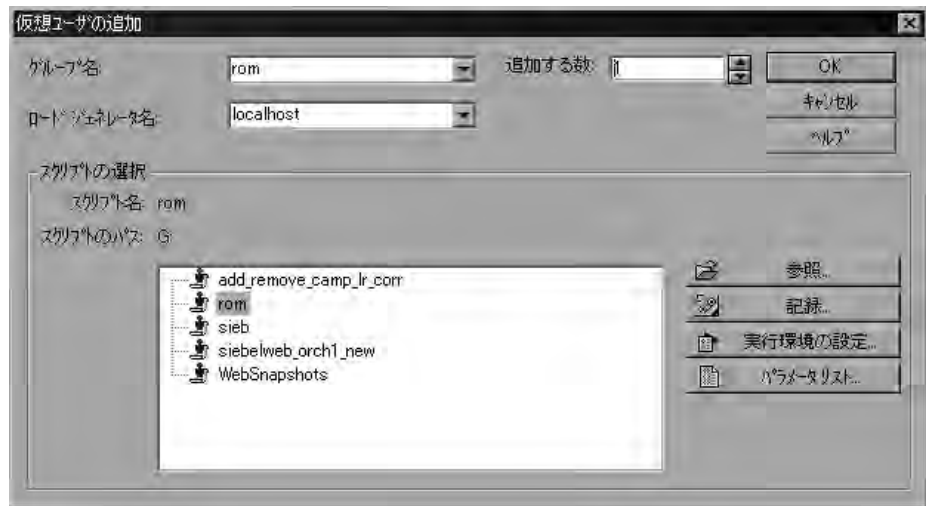 仮想ユーザの追加
グループ名:
rom
追加する数:
1
OK
ロードジェネレータ名:
localhost
キャンセル
ヘルプ
スクリプトの選択
スクリプト名: rom
スクリプトのパス: G:
add_remove_camp_lr_corr
rom
sieb
siebelweb_orch1_new
WebSnapshots
参照...
記録...
実行環境の設定...
パラメータリスト...